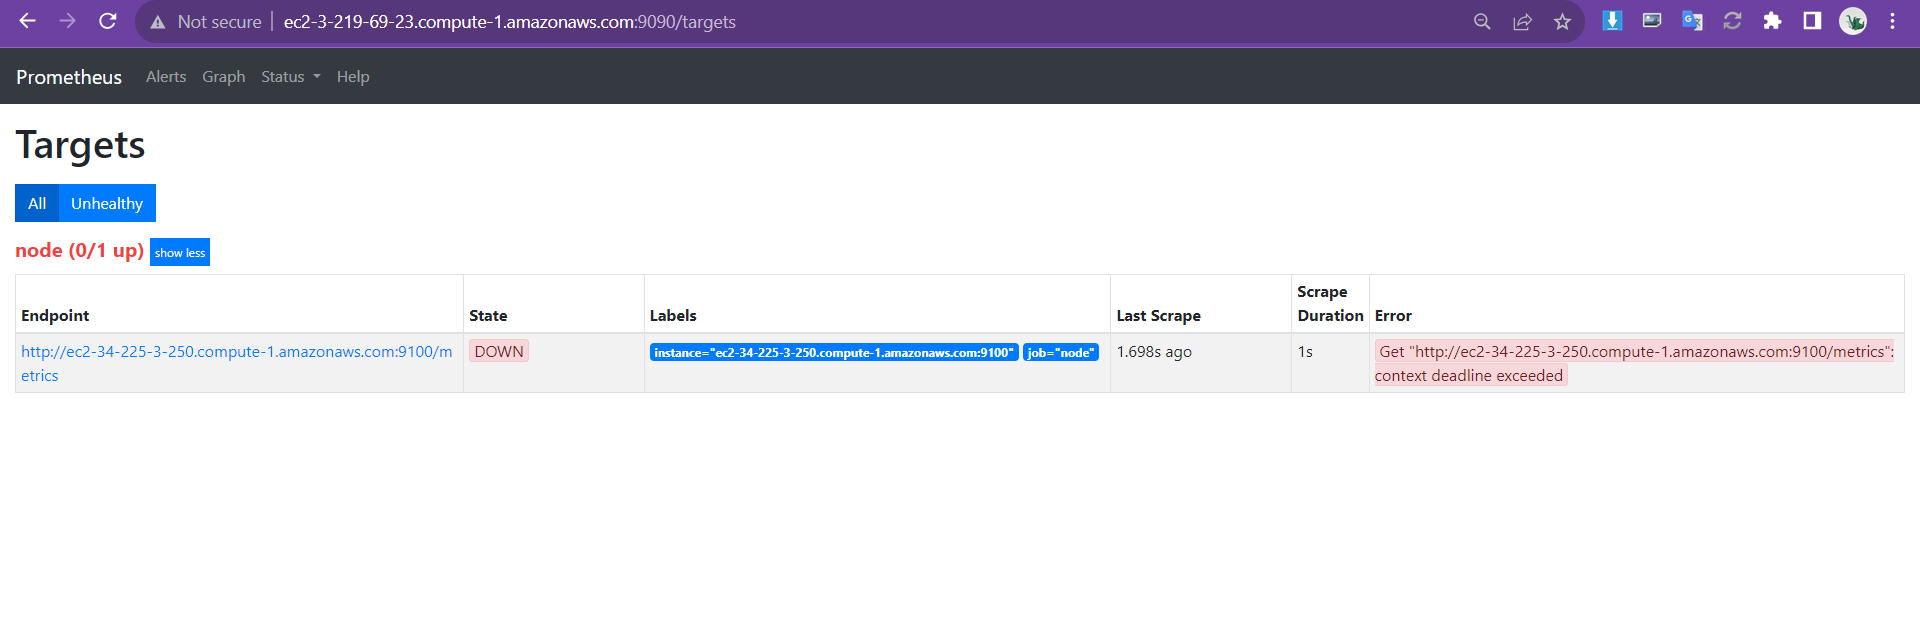 Not secure ec2-3-219-69-23.compute-1.amazonaws.com:9090/targets
Prometheus Alerts Graph Status Help
Targets
All Unhealthy
node (0/1 up) show less
Endpoint State Labels Last Scrape Scrape Duration Error
http://ec2-34-225-3-250.compute-1.amazonaws.com:9100/m
etrics
DOWN
instance="ec2-34-225-3-250.compute-1.amazonaws.com:9100" job="node"
1.698s ago
1s
Get "http://ec2-34-225-3-250.compute-1.amazonaws.com:9100/metrics":
context deadline exceeded